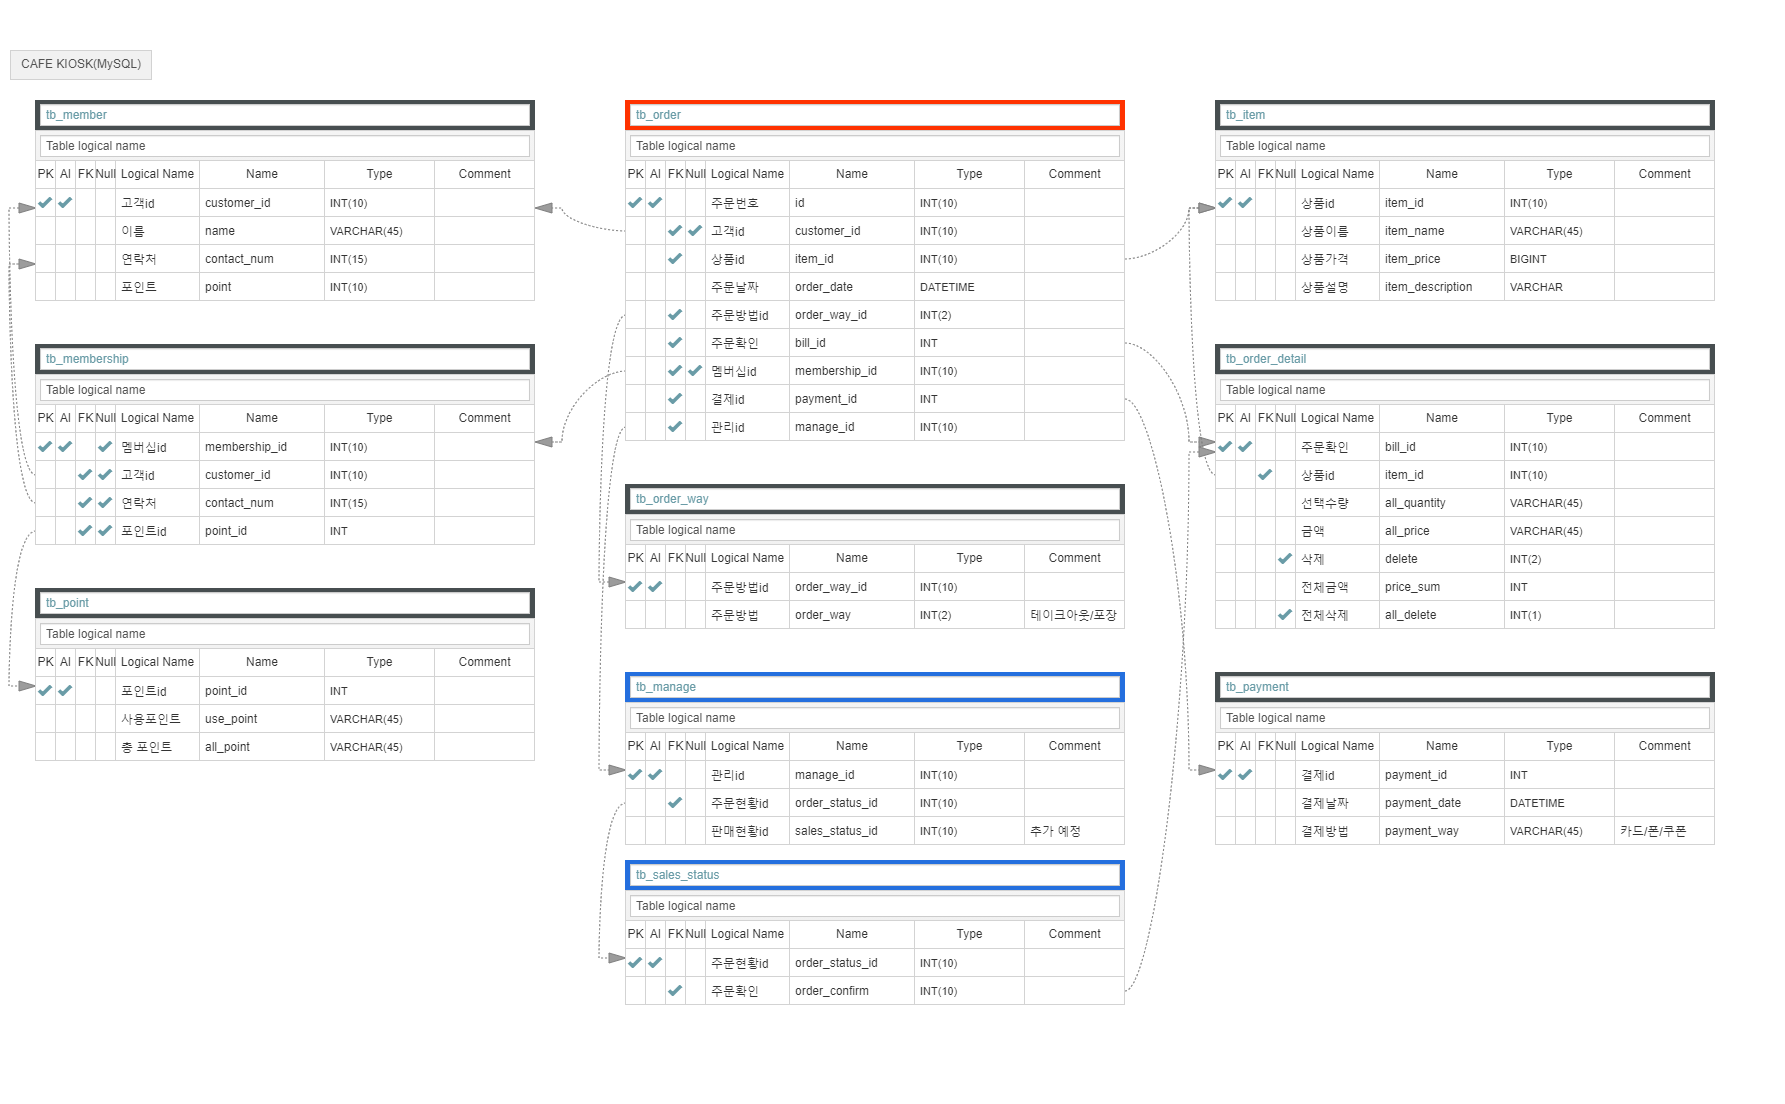 CAFE KIOSK(MySQL)
tb_member
Table logical name
PK AI FK Null Logical Name Name Type Comment
고객id customer_id INT(10)
이름 name VARCHAR(45)
연락처 contact_num INT(15)
포인트 point INT(10)
tb_membership
Table logical name
PK AI FK Null Logical Name Name Type Comment
멤버십id membership_id INT(10)
고객id customer_id INT(10)
연락처 contact_num INT(15)
포인트id point_id INT
tb_point
Table logical name
PK AI FK Null Logical Name Name Type Comment
포인트id point_id INT
사용포인트 use_point VARCHAR(45)
총 포인트 all_point VARCHAR(45)
tb_order
Table logical name
PK AI FK Null Logical Name Name Type Comment
주문번호 id INT(10)
고객id customer_id INT(10)
상품id item_id INT(10)
주문날짜 order_date DATETIME
주문방법id order_way_id INT(2)
주문확인 bill_id INT
멤버십id membership_id INT(10)
결제id payment_id INT
관리id manage_id INT(10)
tb_order_way
Table logical name
PK AI FK Null Logical Name Name Type Comment
주문방법id order_way_id INT(10)
주문방법 order_way INT(2) 테이크아웃/포장
tb_manage
Table logical name
PK AI FK Null Logical Name Name Type Comment
관리id manage_id INT(10)
주문현황id order_status_id INT(10)
판매현황id sales_status_id INT(10) 추가 예정
tb_sales_status
Table logical name
PK AI FK Null Logical Name Name Type Comment
주문현황id order_status_id INT(10)
주문확인 order_confirm INT(10)
tb_item
Table logical name
PK AI FK Null Logical Name Name Type Comment
상품id item_id INT(10)
상품이름 item_name VARCHAR(45)
상품가격 item_price BIGINT
상품설명 item_description VARCHAR
tb_order_detail
Table logical name
PK AI FK Null Logical Name Name Type Comment
주문확인 bill_id INT(10)
상품id item_id INT(10)
선택수량 all_quantity VARCHAR(45)
금액 all_price VARCHAR(45)
삭제 delete INT(2)
전체금액 price_sum INT
전체삭제 all_delete INT(1)
tb_payment
Table logical name
PK AI FK Null Logical Name Name Type Comment
결제id payment_id INT
결제날짜 payment_date DATETIME
결제방법 payment_way VARCHAR(45) 카드/폰/쿠폰